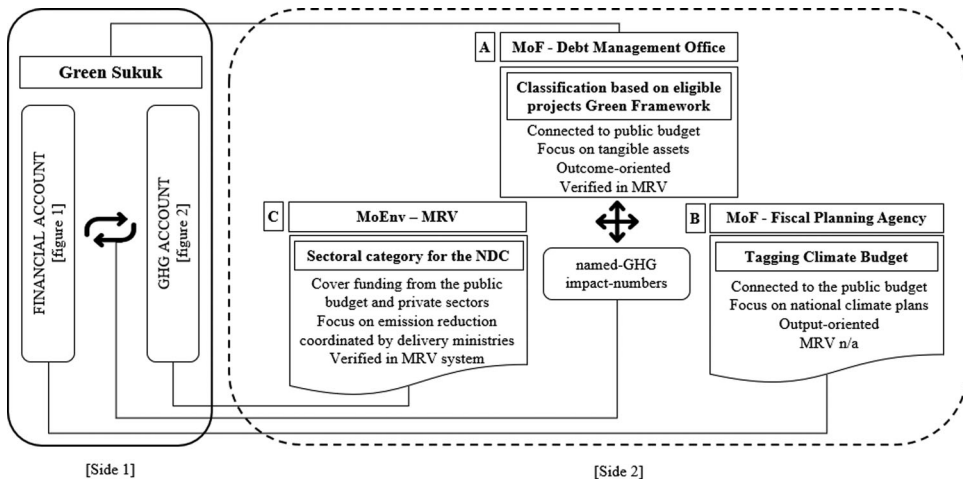 Green Sukuk
FINANCIAL ACCOUNT
[figure 1]
GHG ACCOUNT
[figure 2]
[Side 1]
A
MoF - Debt Management Office
Classification based on eligible
projects Green Framework
Connected to public budget
Focus on tangible assets
Outcome-oriented
Verified in MRV
C
MoEnv – MRV
Sectoral category for the NDC
Cover funding from the public
budget and private sectors
Focus on emission reduction
coordinated by delivery ministries
Verified in MRV system
named-GHG
impact-numbers
B
MoF - Fiscal Planning Agency
Tagging Climate Budget
Connected to the public budget
Focus on national climate plans
Output-oriented
MRV n/a
[Side 2]